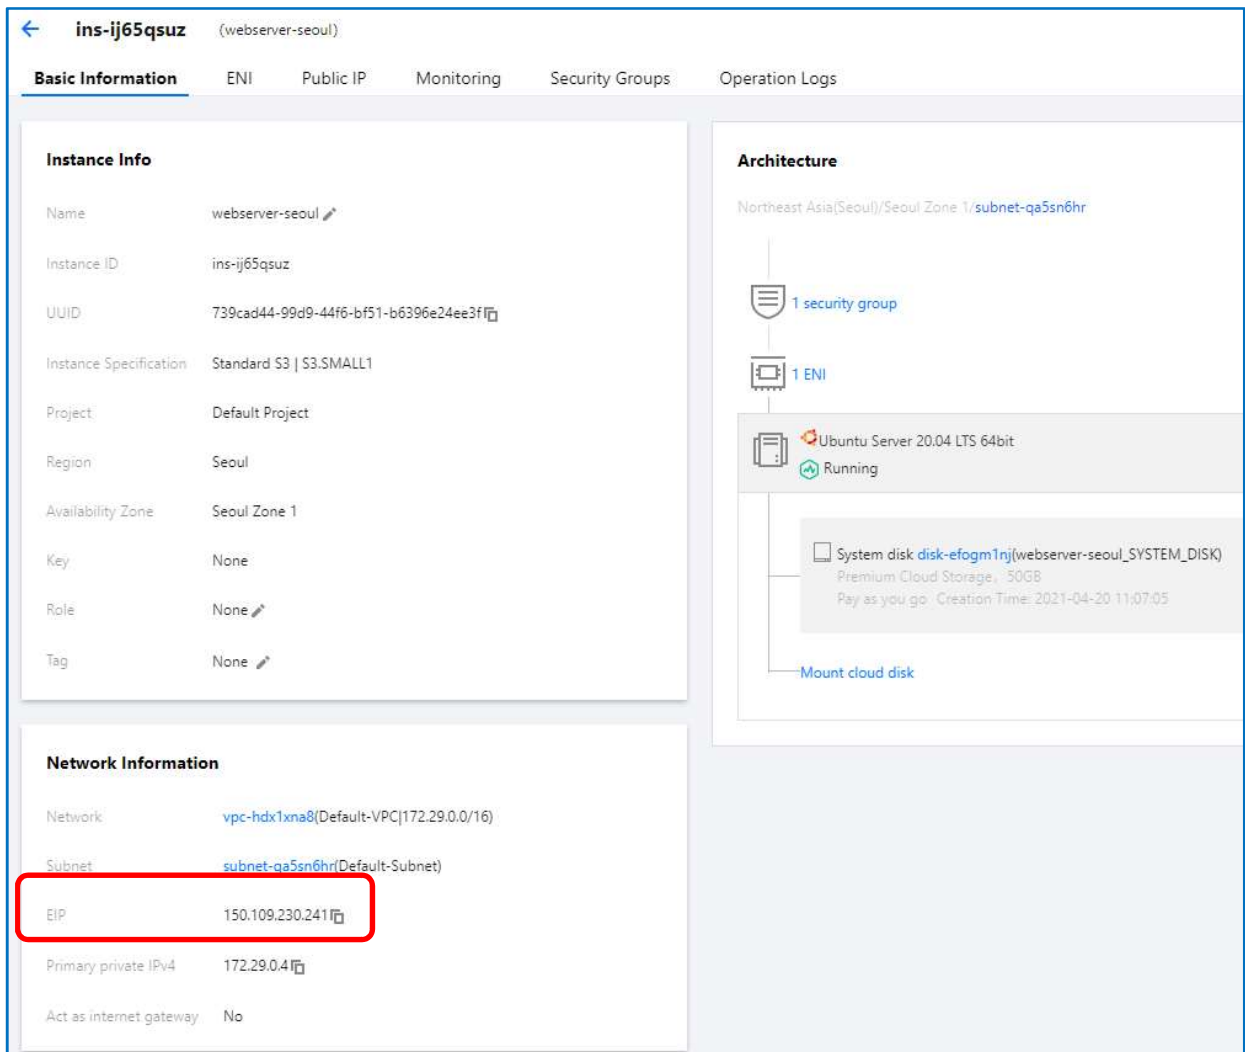 ins-ij65qsuz (webserver-seoul)
Basic Information ENI Public IP Monitoring Security Groups Operation Logs
Instance Info
Name webserver-seoul
Instance ID ins-ij65qsuz
UUID 739cad44-99d9-44f6-bf51-b6396e24ee3f
Instance Specification Standard S3 | S3.SMALL1
Project Default Project
Region Seoul
Availability Zone Seoul Zone 1
Key None
Role None
Tag None
Network Information
Network vpc-hdx1xna8(Default-VPC|172.29.0.0/16)
Subnet subnet-qa5sn6hr(Default-Subnet)
EIP 150.109.230.241
Primary private IPv4 172.29.0.4
Act as internet gateway No
Architecture
Northeast Asia(Seoul)/Seoul Zone 1/subnet-qa5sn6hr
1 security group
1 ENI
Ubuntu Server 20.04 LTS 64bit
Running
System disk disk-efogm1nj(webserver-seoul_SYSTEM_DISK)
Premium Cloud Storage, 50GB
Pay as you go Creation Time: 2021-04-20 11:07:05
Mount cloud disk